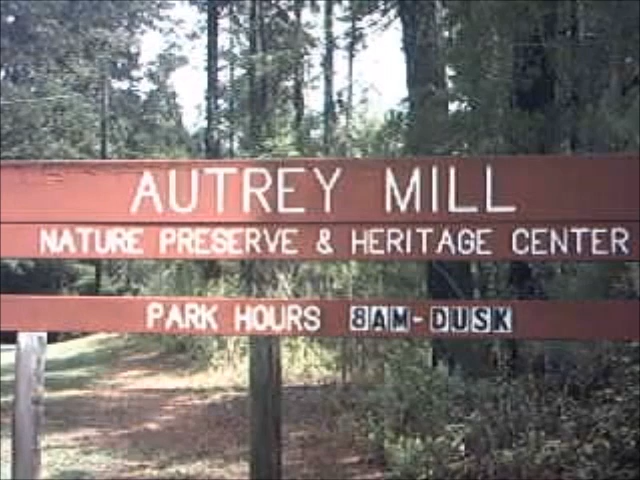 AUTREY MILL
NATURE PRESERVE & HERITAGE CENTER
PARK HOURS 8AM-DUSK